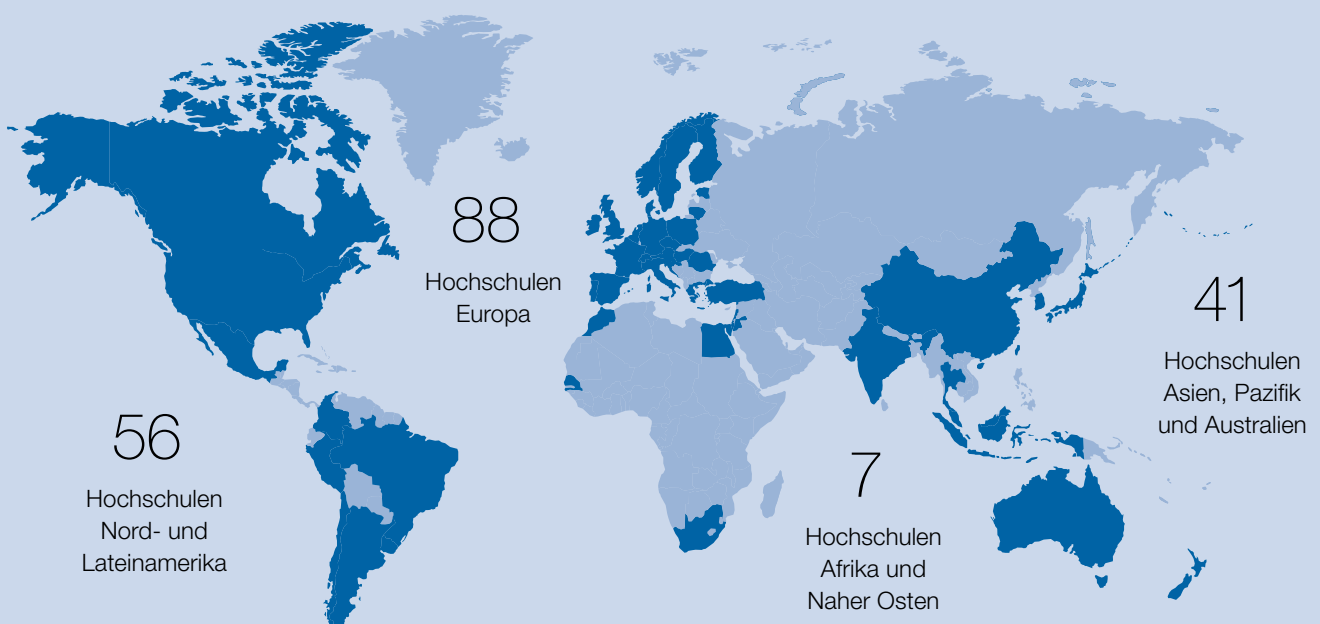 88
Hochschulen
Europa
41
Hochschulen
Asien, Pazifik
und Australien
56
Hochschulen
Nord- und
Lateinamerika
7
Hochschulen
Afrika und
Naher Osten